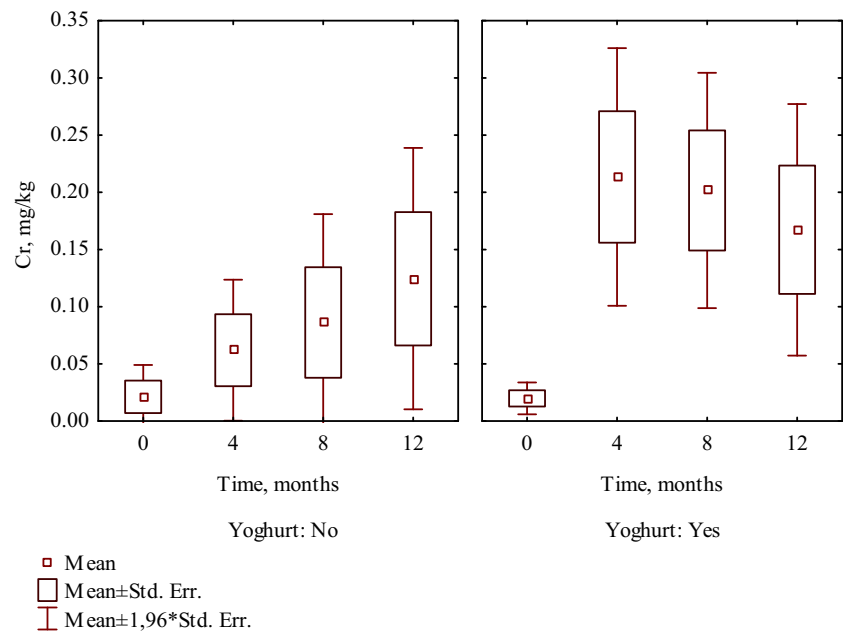 0.35
0.30
0.25
0.20
0.15
0.10
0.05
0.00
Cr, mg/kg
0 4 8 12 0 4 8 12
Time, months Time, months
Yoghurt: No Yoghurt: Yes
Mean
Mean±Std. Err.
Mean±1,96*Std. Err.